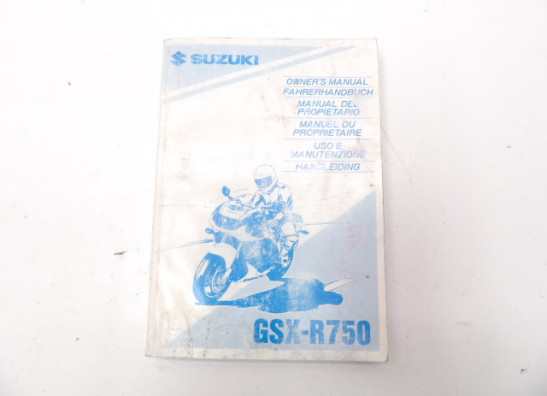 SUZUKI
OWNER'S MANUAL
FAHRERHANDBUCH
MANUAL DEL
PROPIETARIO
MANUEL DU
PROPRIETAIRE
USO E
MANUTENZIONE
HANDLEIDING
GSX-R750